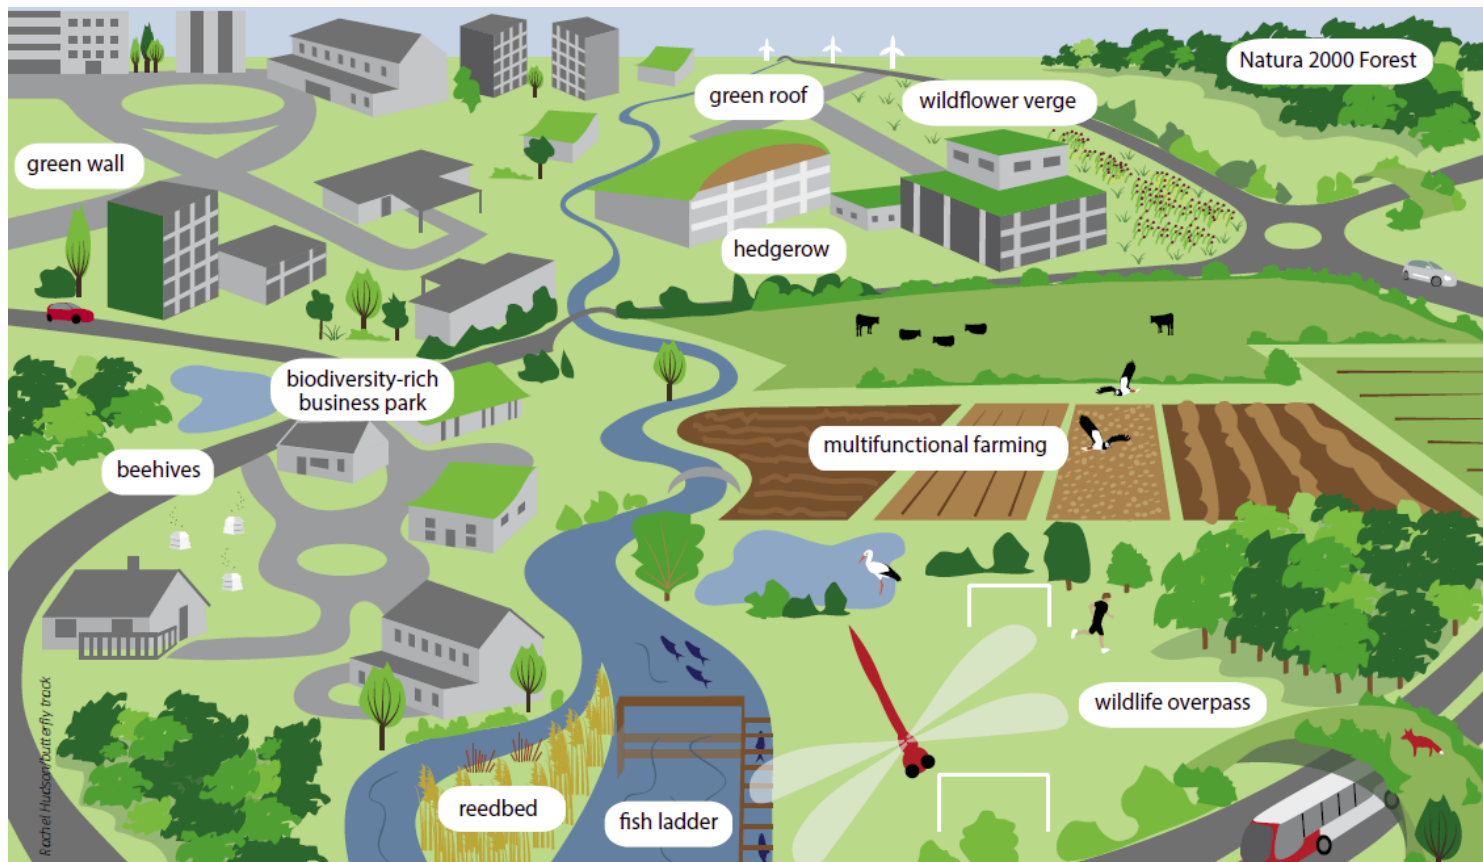 Natura 2000 Forest
green roof
wildflower verge
green wall
hedgerow
biodiversity-rich
business park
multifunctional farming
beehives
wildlife overpass
reedbed
fish ladder
Rachel Hudson/butterfly track